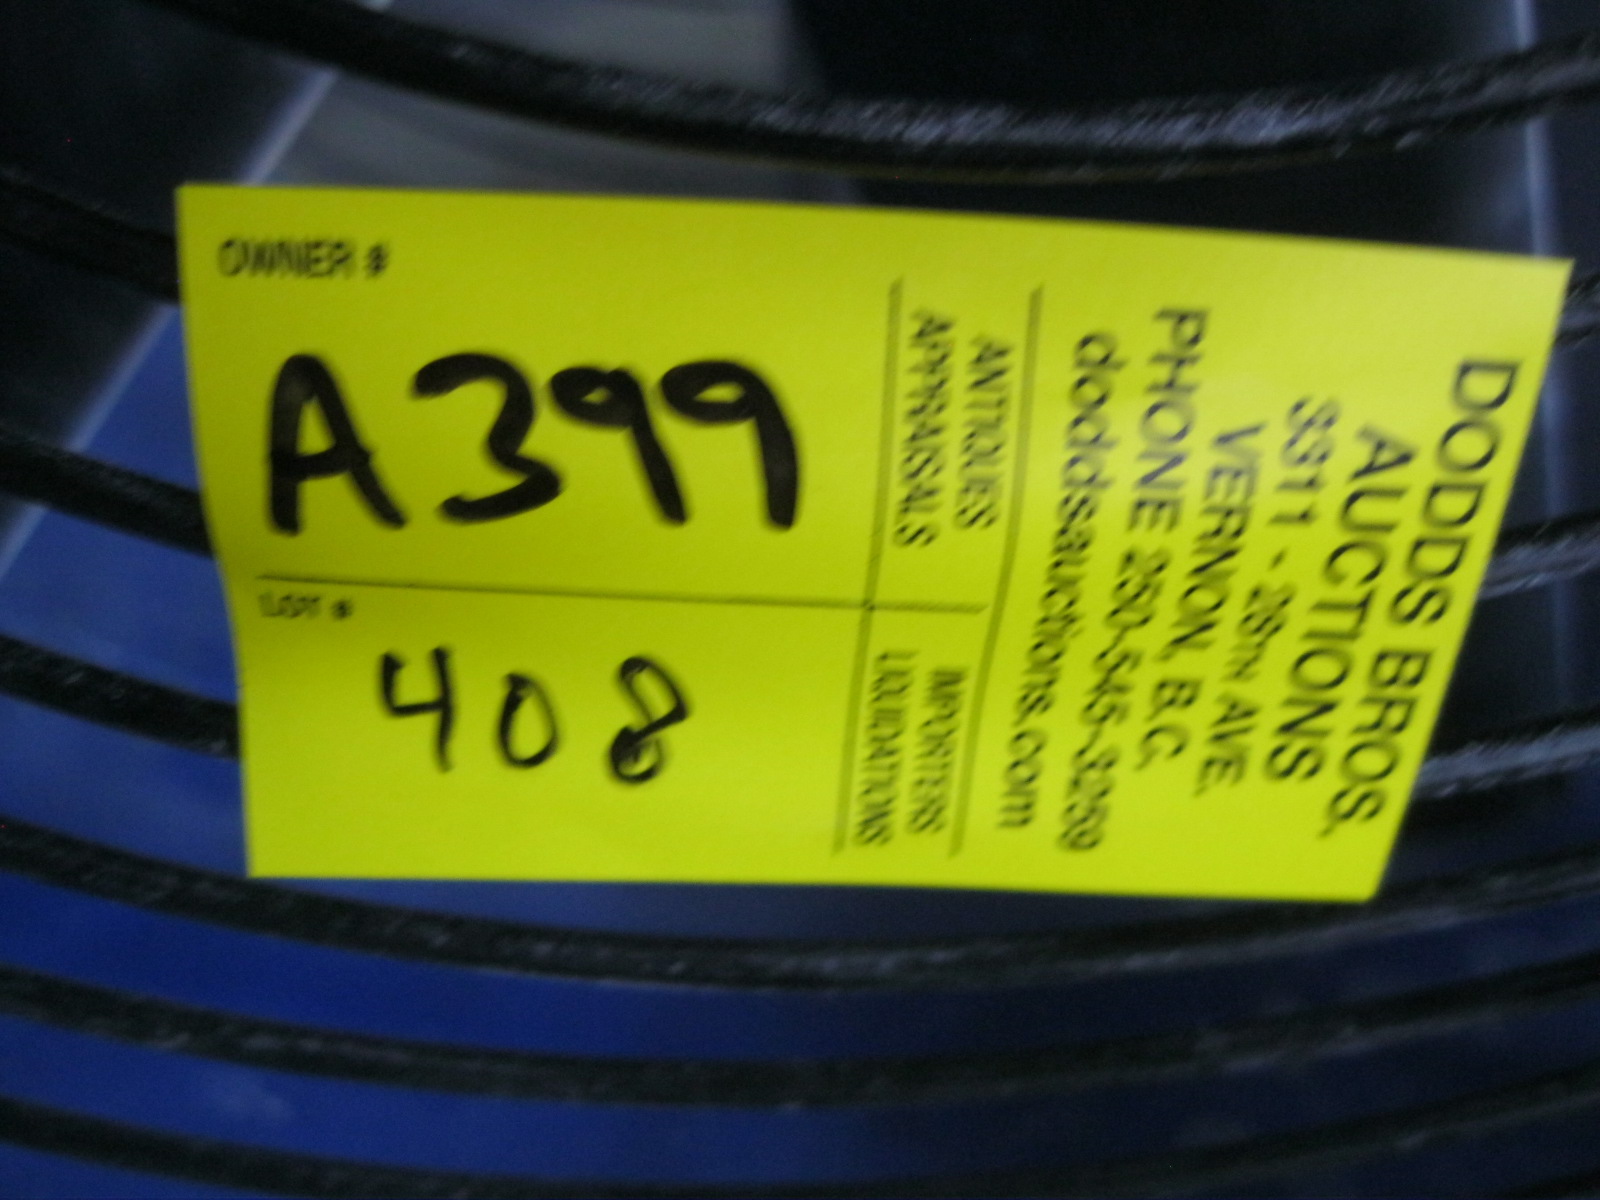 OWNER #
A399
LOT #
408
DODDS BROS.
AUCTIONS
3311 - 28TH AVE.
VERNON, B.C.
PHONE 250-545-3259
doddsauctions.com
ANTIQUES IMPORTERS
APPRAISALS LIQUIDATIONS